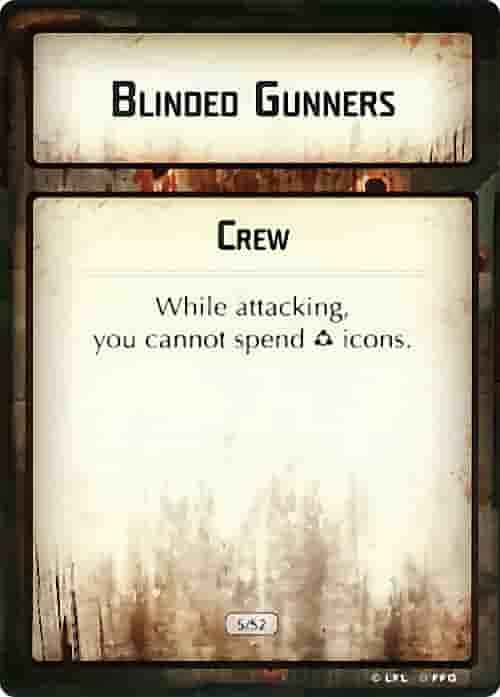 Blinded Gunners
Crew
While attacking,
you cannot spend icons.
5/52
© LFL © FFG